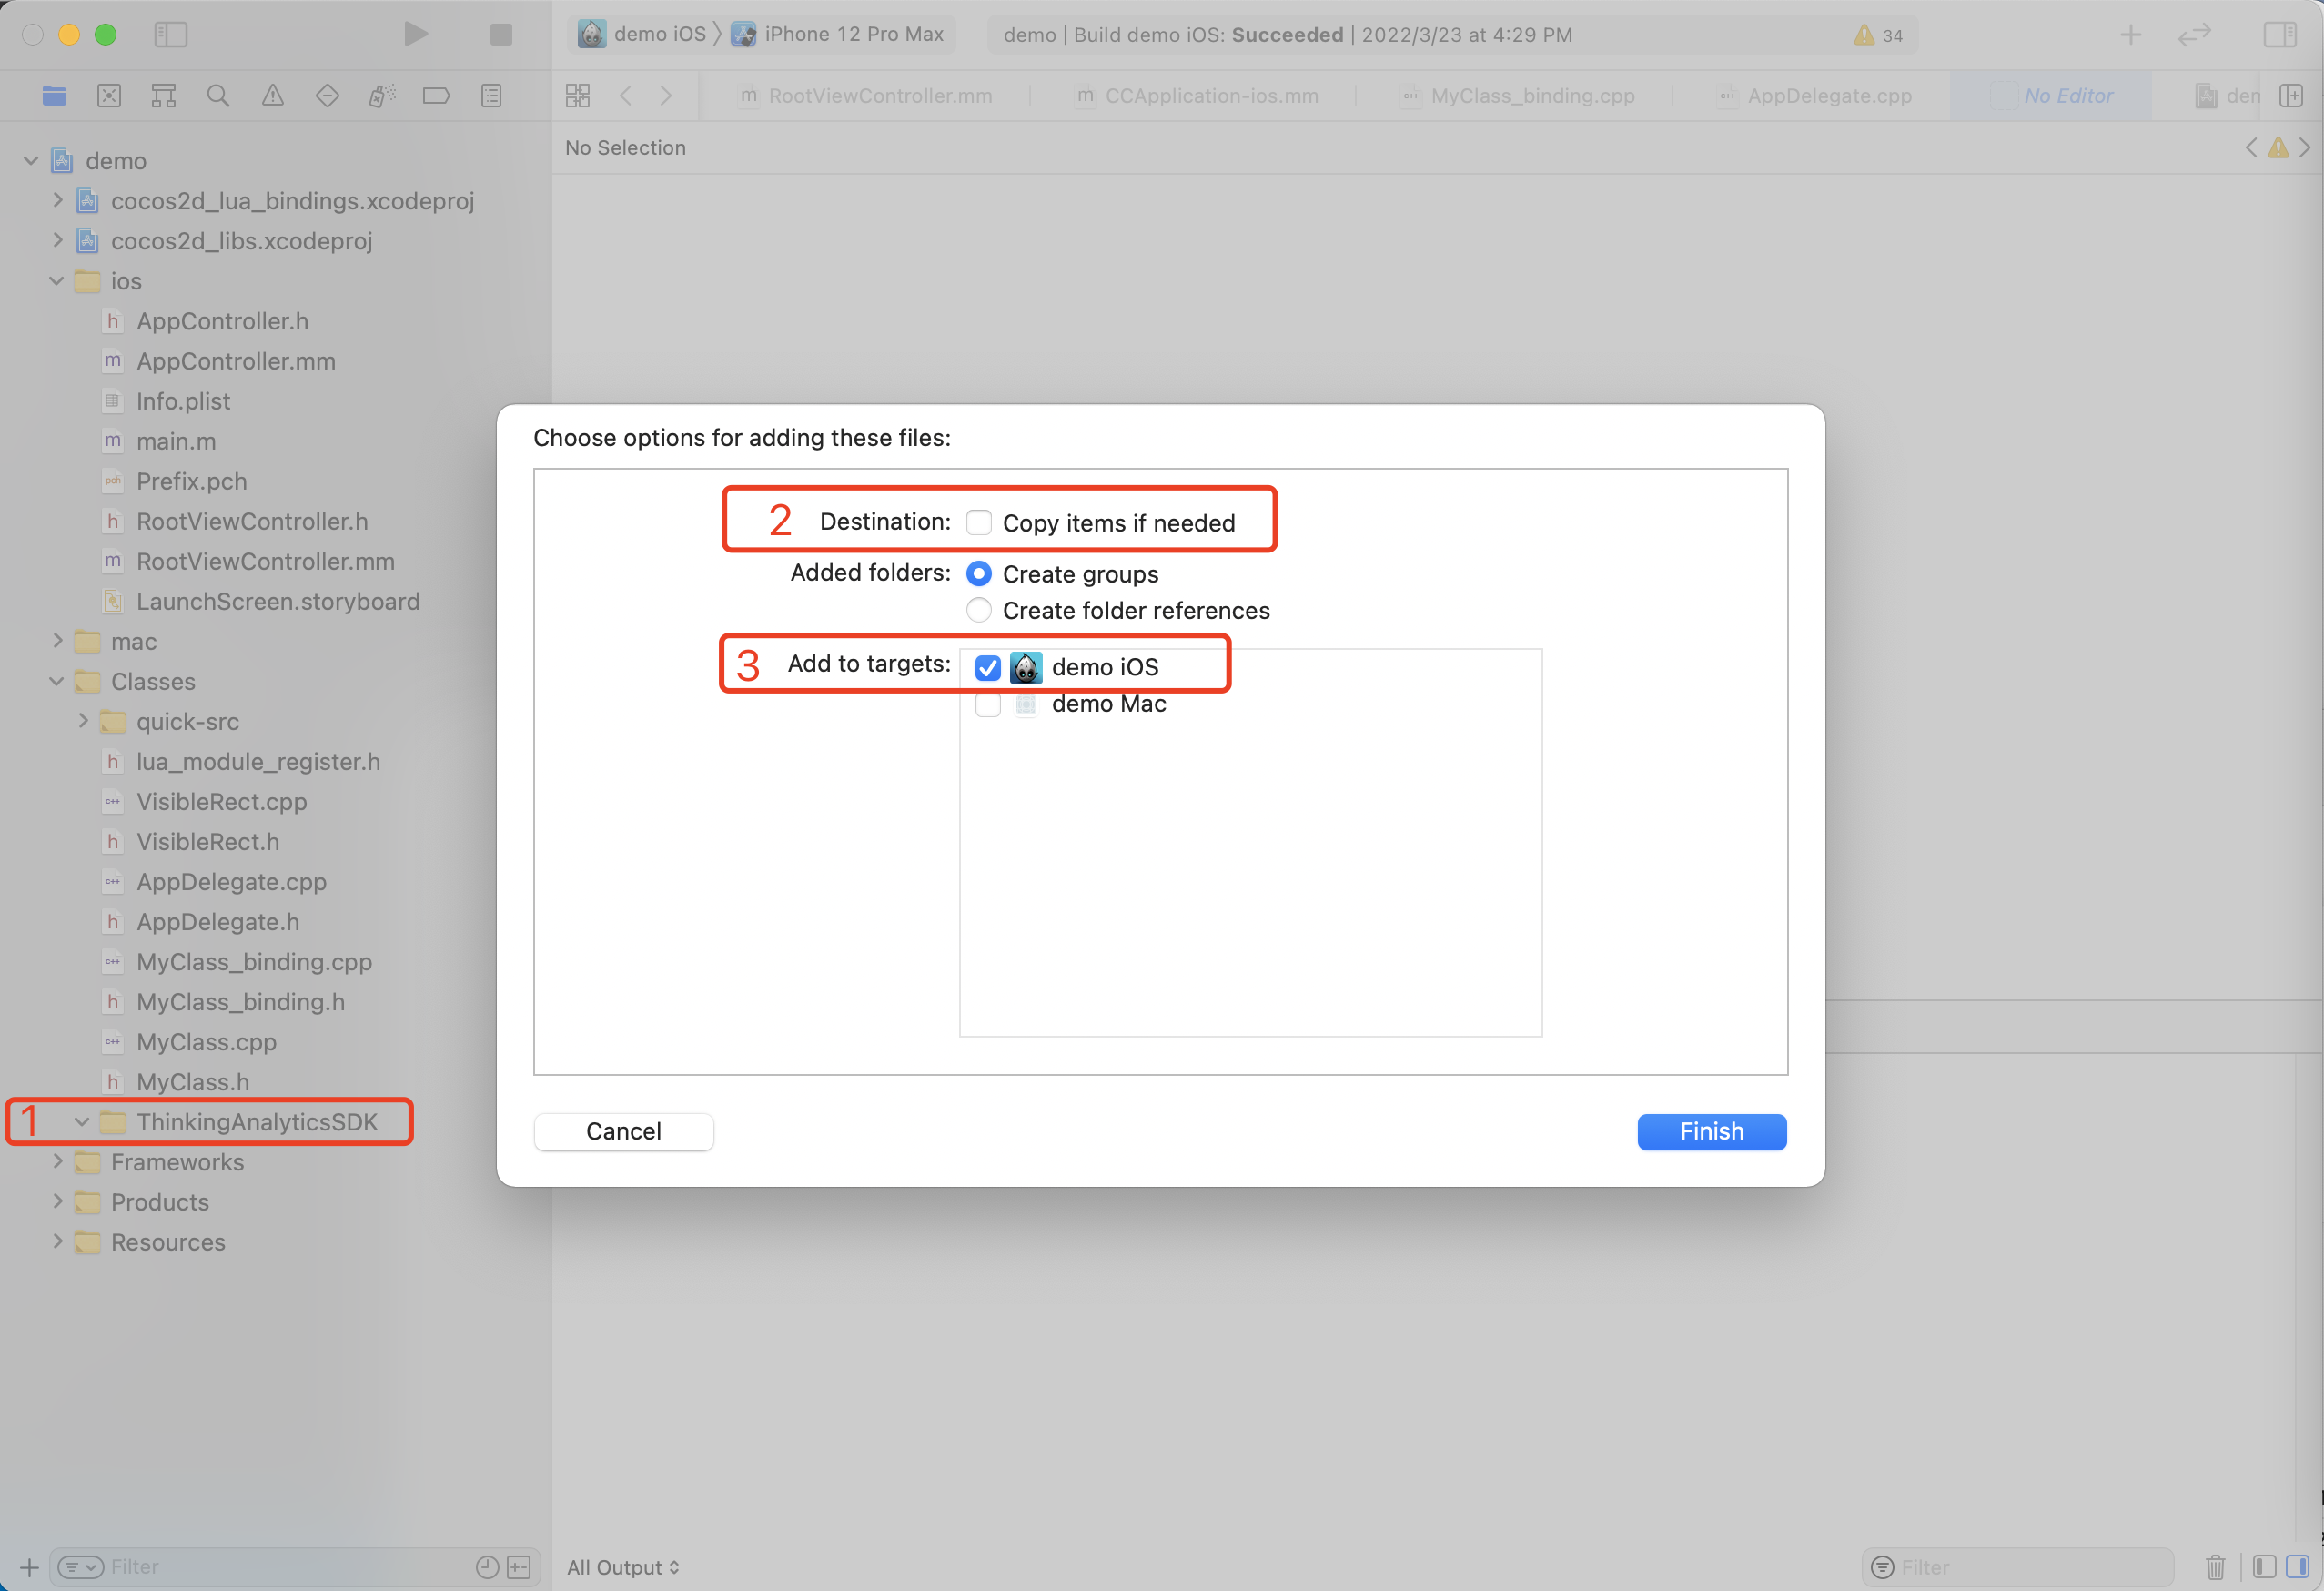 demo iOS
iPhone 12 Pro Max
demo | Build demo iOS: Succeeded | 2022/3/23 at 4:29 PM
34
RootViewController.mm
CCApplication-ios.mm
MyClass_binding.cpp
AppDelegate.cpp
No Editor
No Selection
demo
cocos2d_lua_bindings.xcodeproj
cocos2d_libs.xcodeproj
ios
AppController.h
AppController.mm
Info.plist
main.m
Prefix.pch
RootViewController.h
RootViewController.mm
LaunchScreen.storyboard
mac
Classes
quick-src
lua_module_register.h
VisibleRect.cpp
VisibleRect.h
AppDelegate.cpp
AppDelegate.h
MyClass_binding.cpp
MyClass_binding.h
MyClass.cpp
MyClass.h
1 ThinkingAnalyticsSDK
Frameworks
Products
Resources
Filter
Choose options for adding these files:
2 Destination: Copy items if needed
Added folders: Create groups
Create folder references
3 Add to targets: demo iOS
demo Mac
Cancel
Finish
All Output
Filter